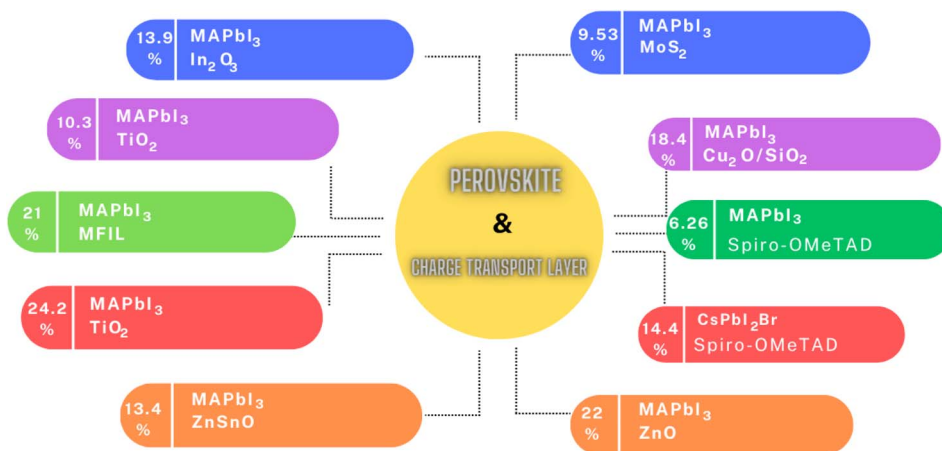 13.9
%
MAPbI₃
In₂O₃
10.3
%
MAPbI₃
TiO₂
21
%
MAPbI₃
MFIL
24.2
%
MAPbI₃
TiO₂
13.4
%
MAPbI₃
ZnSnO
PEROVSKITE
&
CHARGE TRANSPORT LAYER
9.53
%
MAPbI₃
MoS₂
18.4
%
MAPbI₃
Cu₂O/SiO₂
6.26
%
MAPbI₃
Spiro-OMeTAD
14.4
%
CsPbI₂Br
Spiro-OMeTAD
22
%
MAPbI₃
ZnO